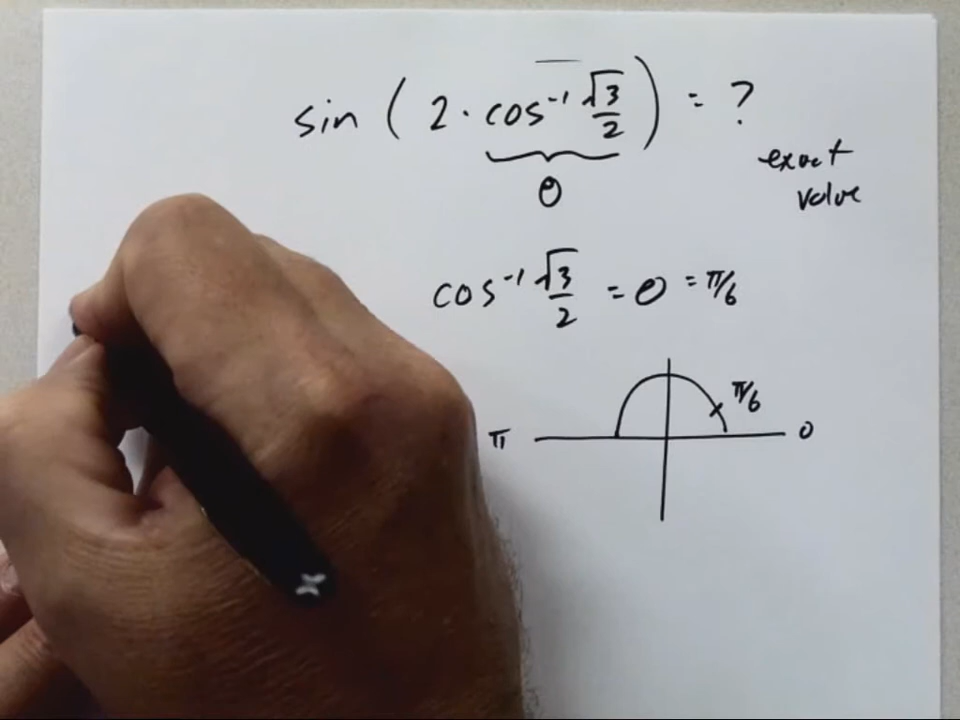 sin ( 2 · cos⁻¹ √3/2 ) = ?
exact
value
θ
cos⁻¹ √3/2 = θ = π/6
π/6
π 0